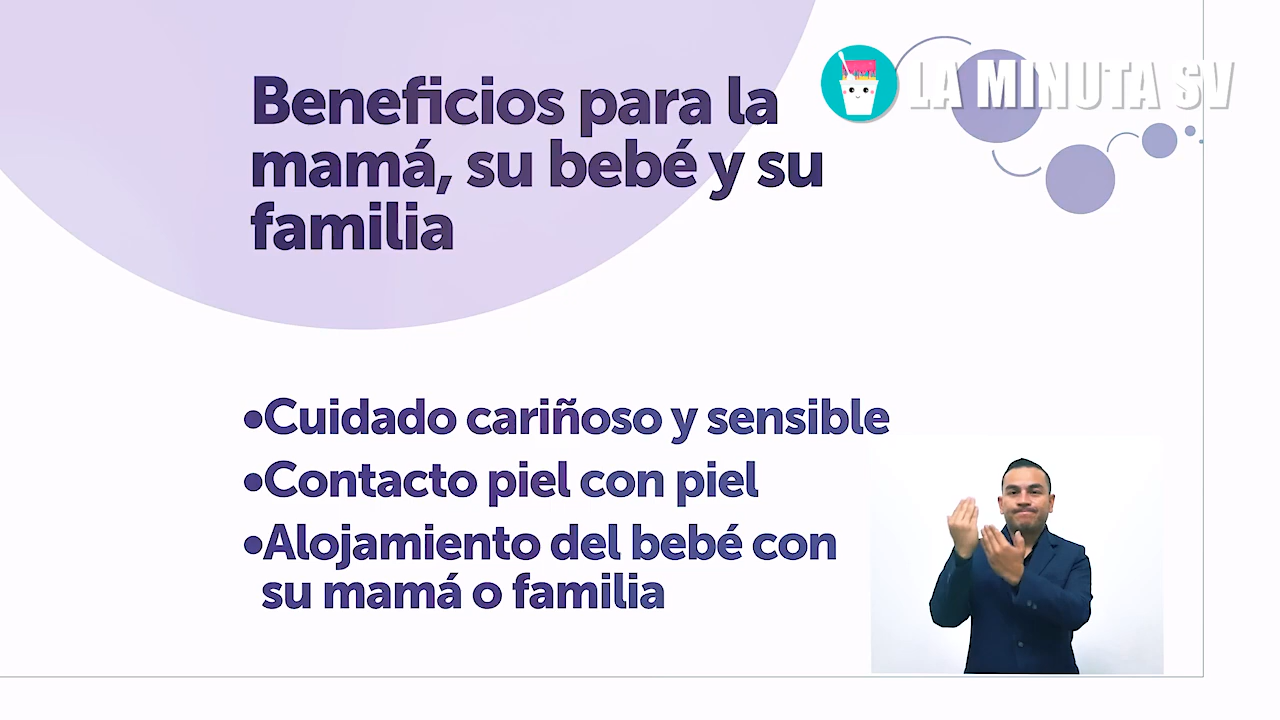 LA MINUTA SV
Beneficios para la
mamá, su bebé y su
familia
•Cuidado cariñoso y sensible
•Contacto piel con piel
•Alojamiento del bebé con
su mamá o familia